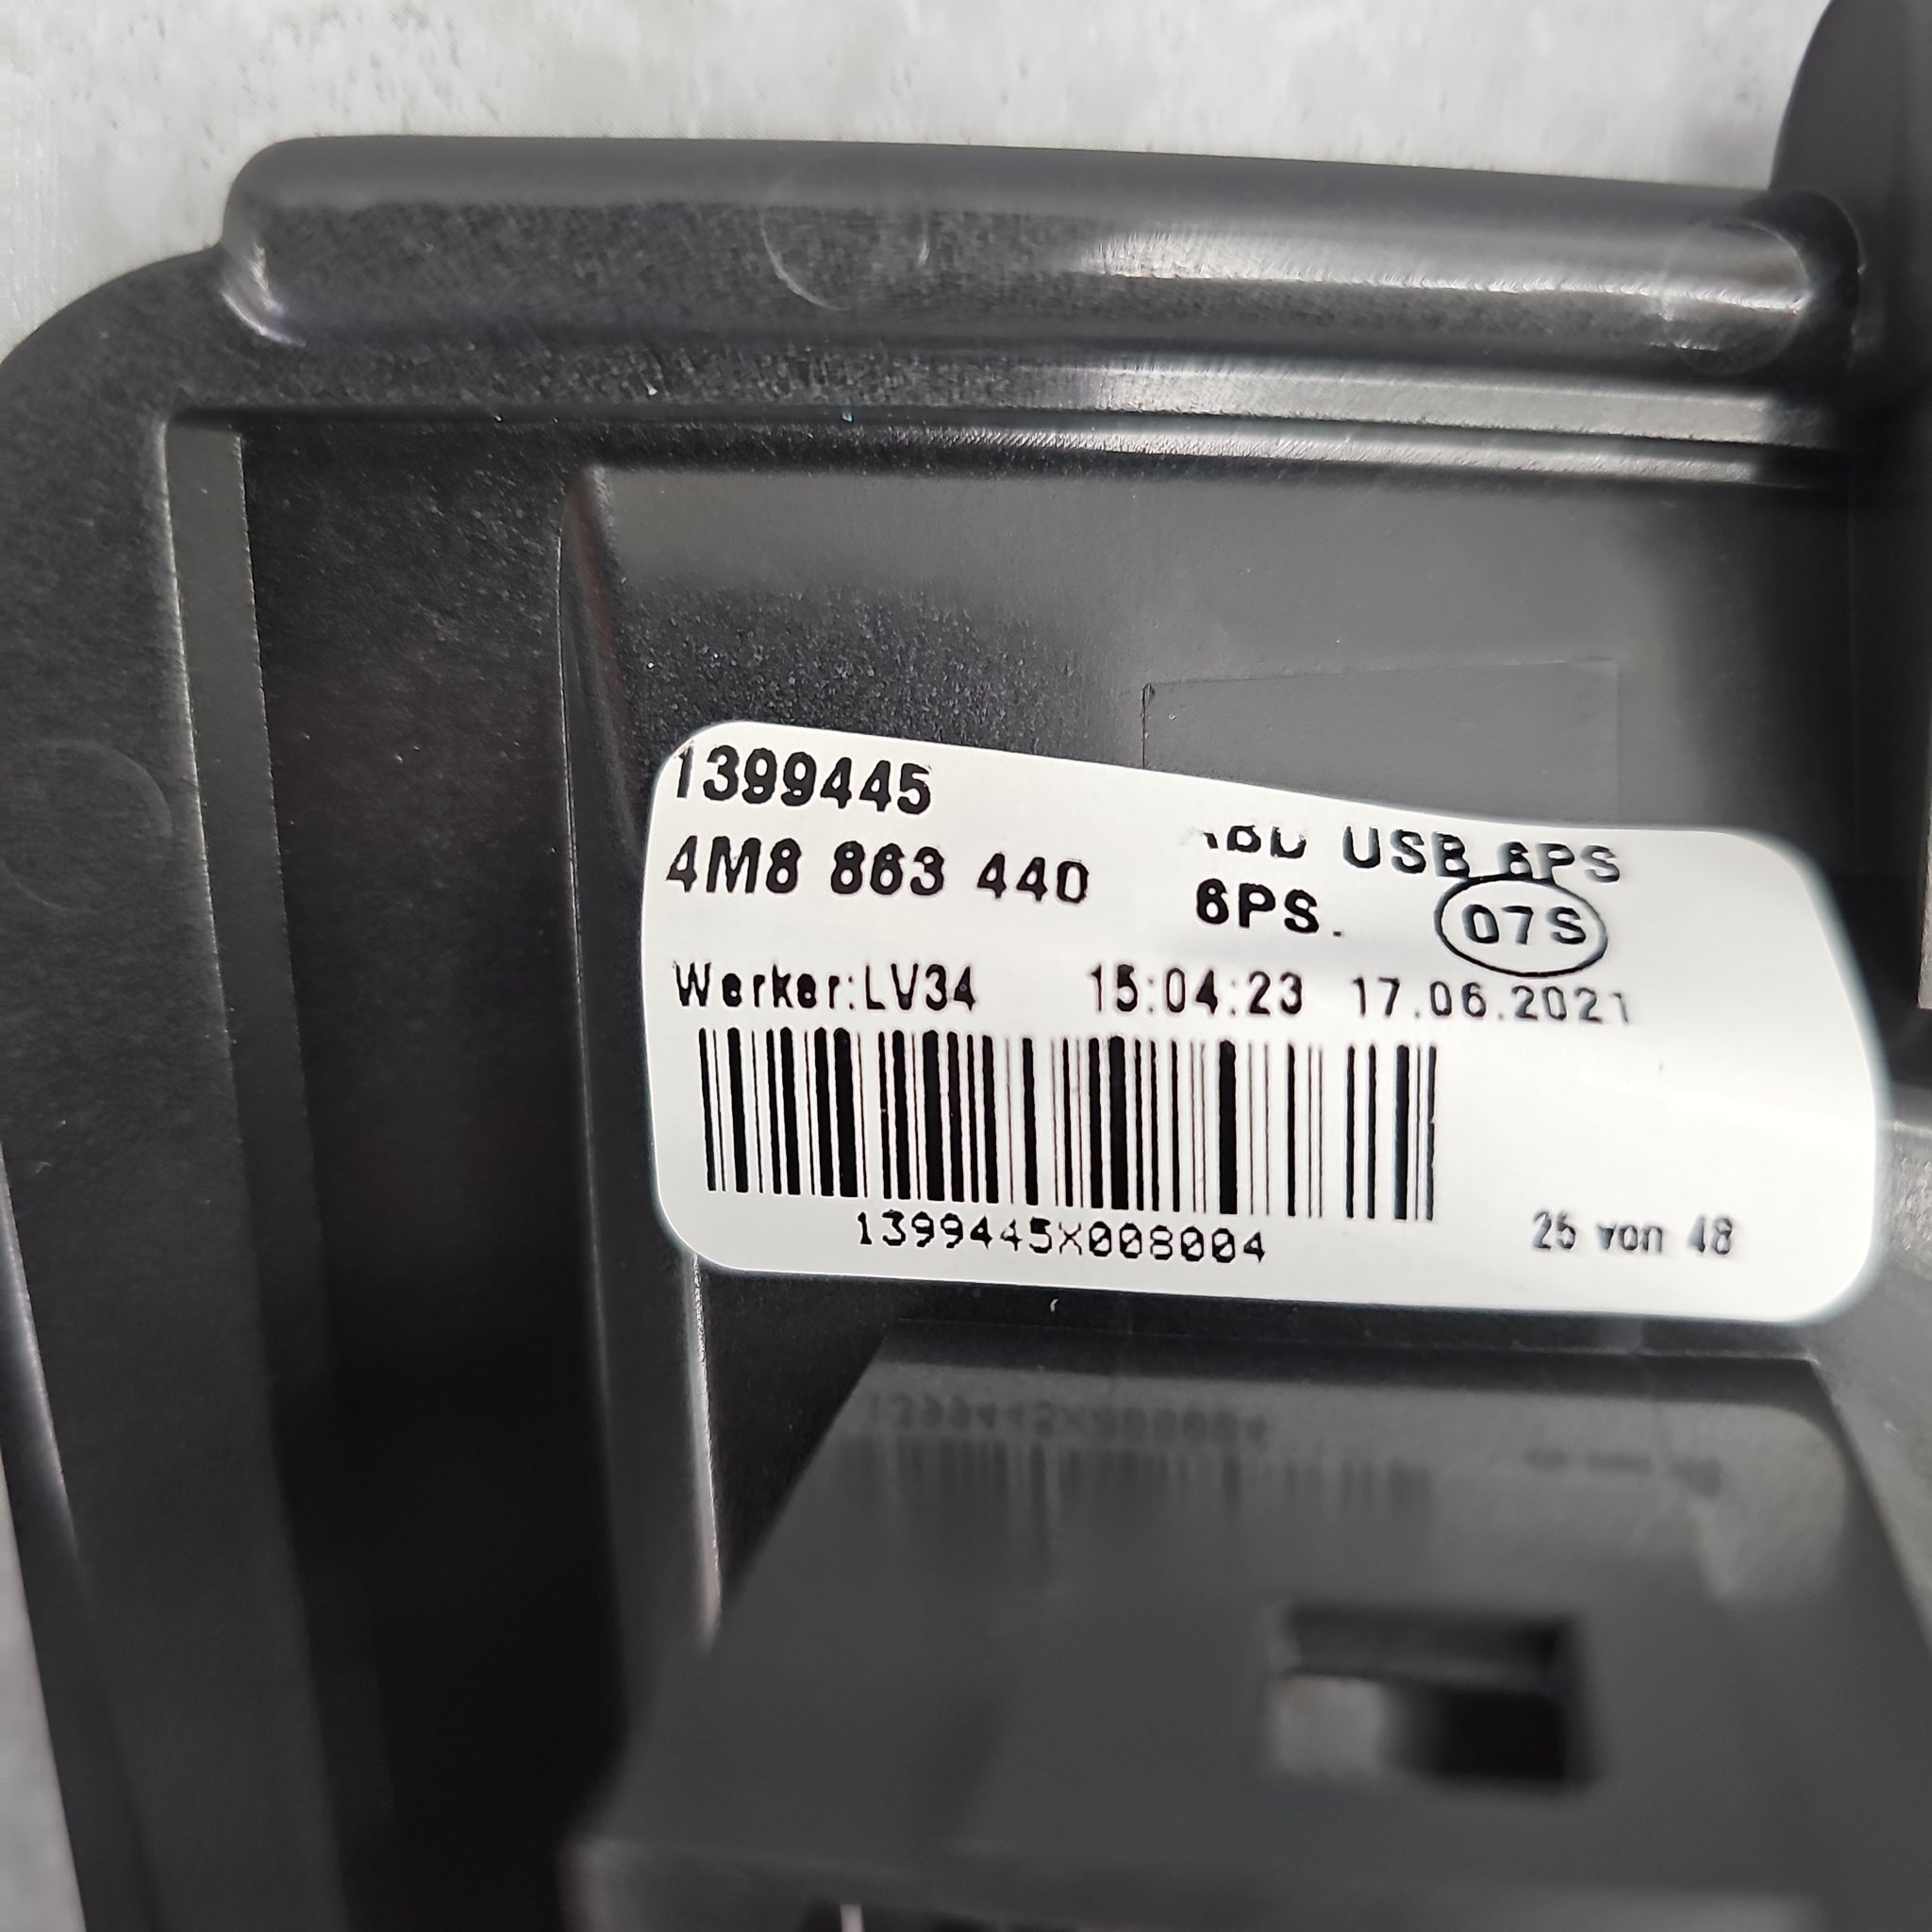 1399445
USB 6PS
4M8 863 440 6PS. 07S
Werker:LV34 15:04:23 17.06.2021
1399445X008004 25 von 48